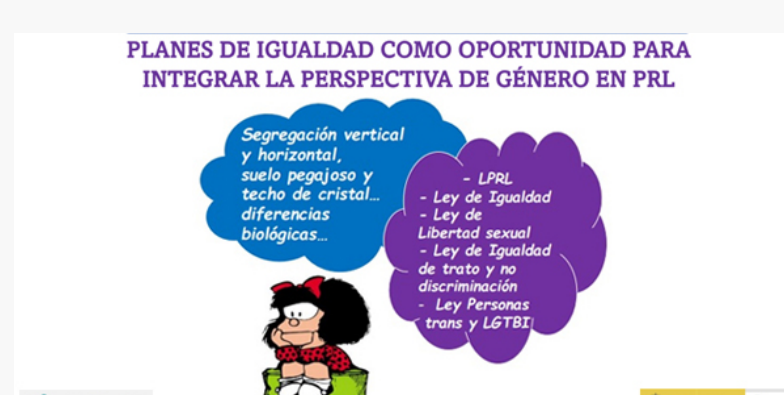 PLANES DE IGUALDAD COMO OPORTUNIDAD PARA
INTEGRAR LA PERSPECTIVA DE GÉNERO EN PRL
Segregación vertical
y horizontal,
suelo pegajoso y
techo de cristal…
diferencias
biológicas…
- LPRL
- Ley de Igualdad
- Ley de
Libertad sexual
- Ley de Igualdad
de trato y no
discriminación
- Ley Personas
trans y LGTBI